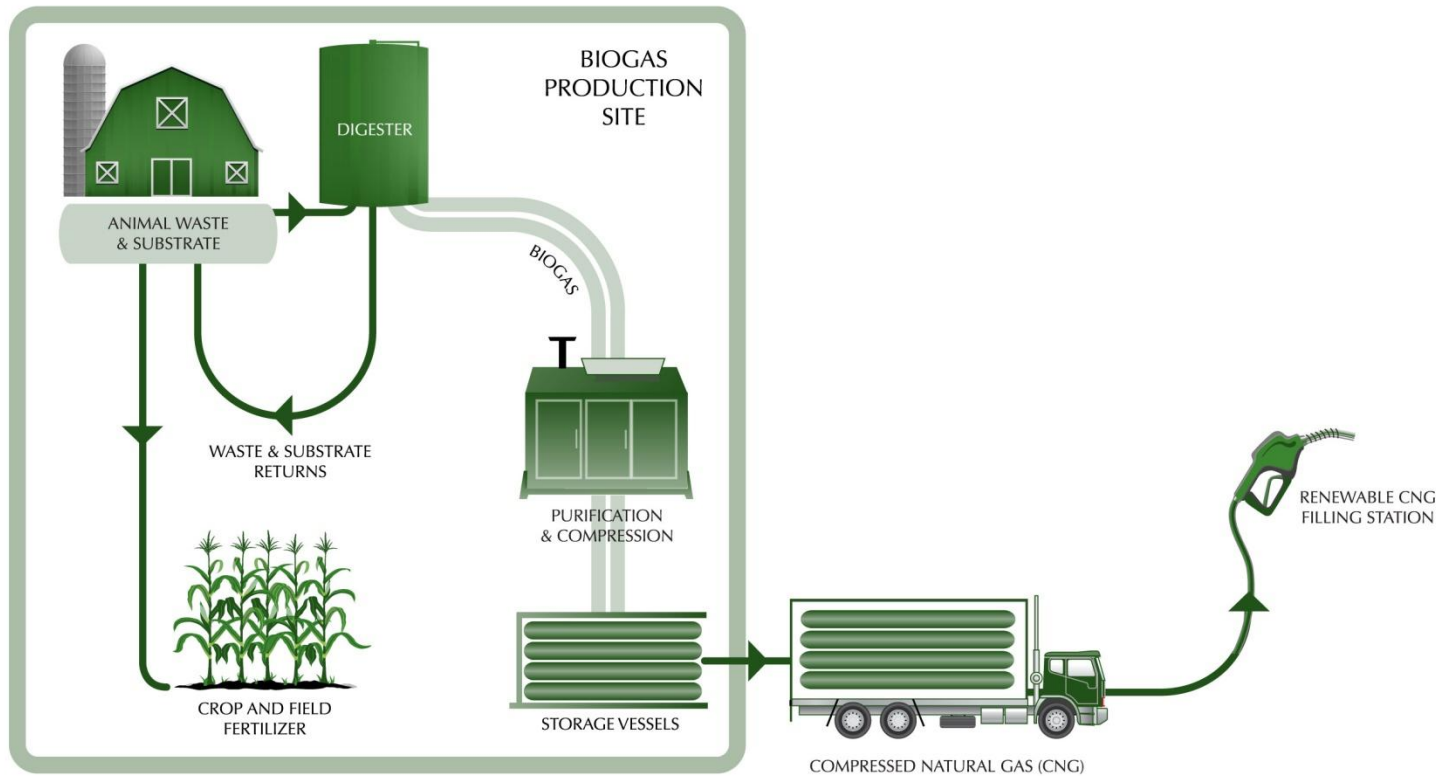 BIOGAS
PRODUCTION
SITE
DIGESTER
ANIMAL WASTE
& SUBSTRATE
BIOGAS
WASTE & SUBSTRATE
RETURNS
PURIFICATION
& COMPRESSION
CROP AND FIELD
FERTILIZER
STORAGE VESSELS
COMPRESSED NATURAL GAS (CNG)
RENEWABLE CNG
FILLING STATION